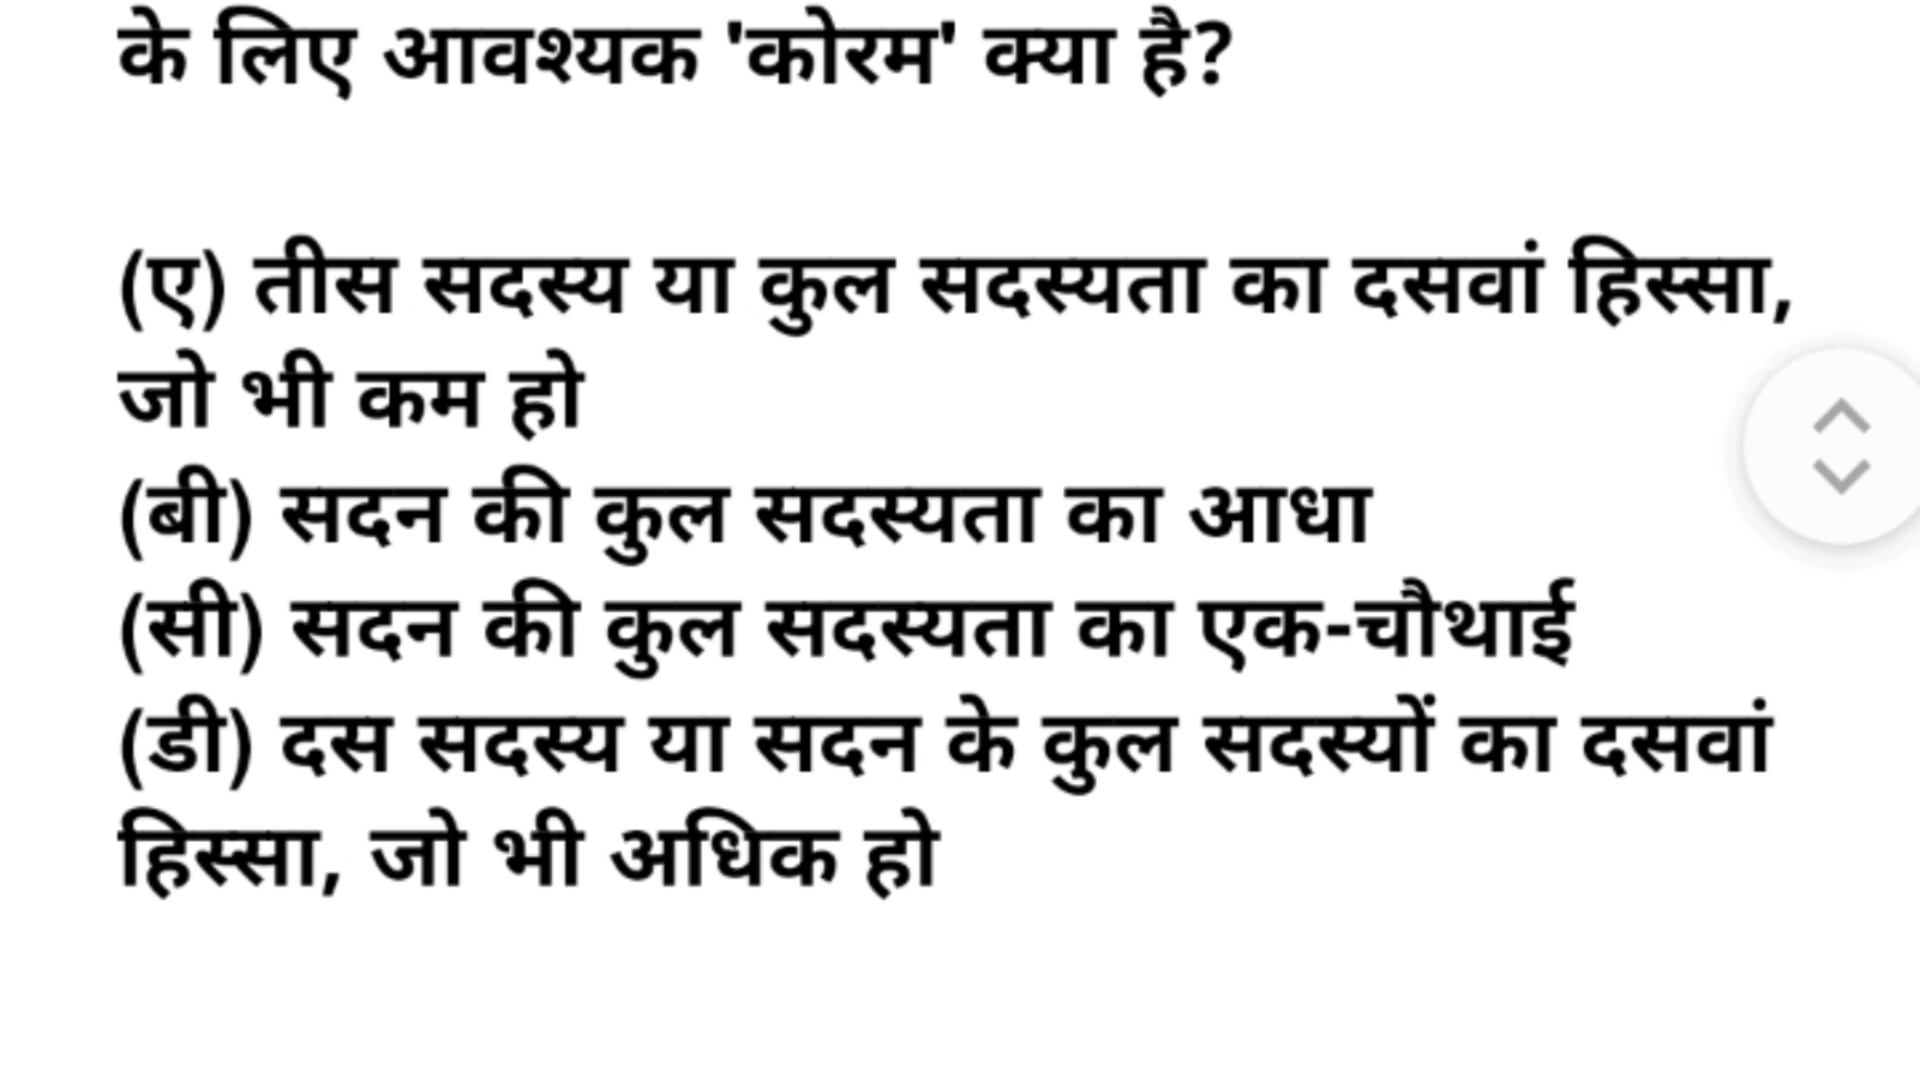 के लिए आवश्यक 'कोरम' क्या है?
(ए) तीस सदस्य या कुल सदस्यता का दसवां हिस्सा,
जो भी कम हो
(बी) सदन की कुल सदस्यता का आधा
(सी) सदन की कुल सदस्यता का एक-चौथाई
(डी) दस सदस्य या सदन के कुल सदस्यों का दसवां
हिस्सा, जो भी अधिक हो